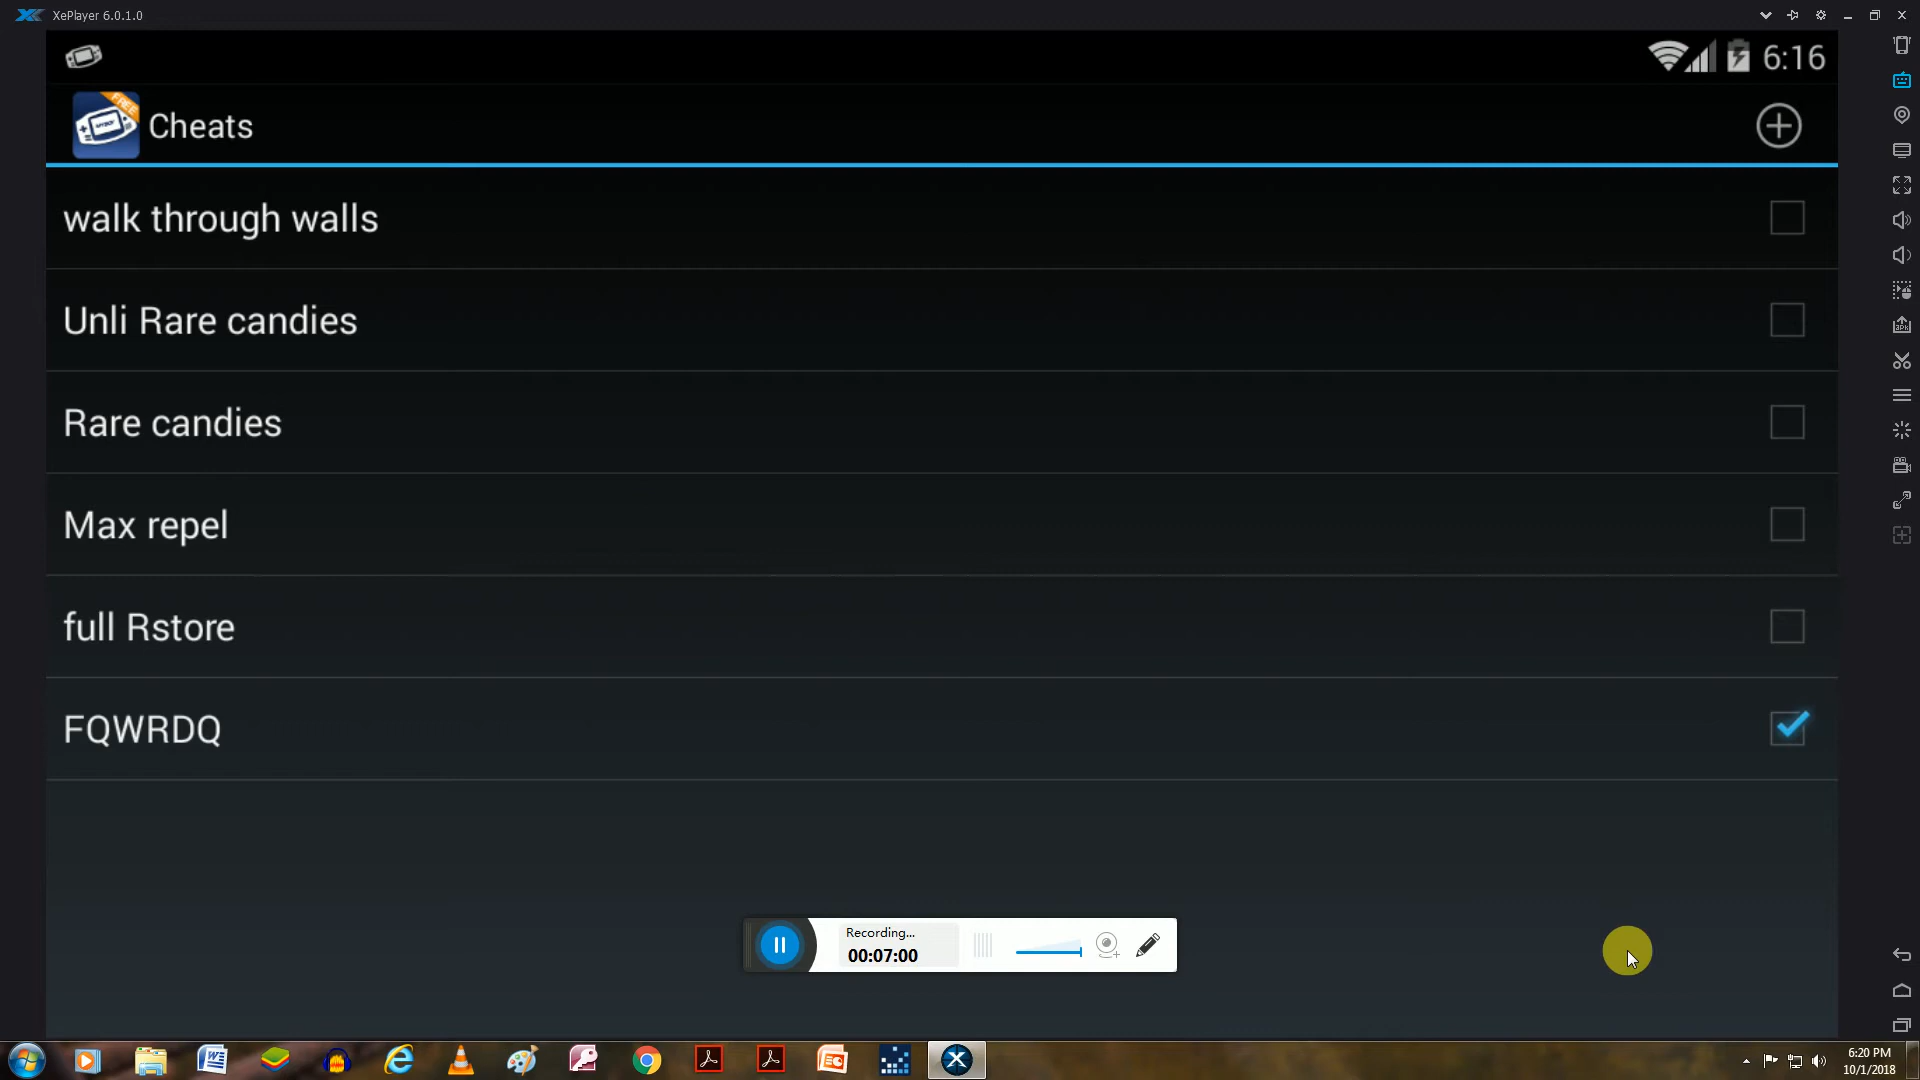 XePlayer 6.0.1.0
6:16
FREE
Cheats
walk through walls
Unli Rare candies
Rare candies
Max repel
full Rstore
FQWRDQ
Recording...
00:07:00
6:20 PM
10/1/2018